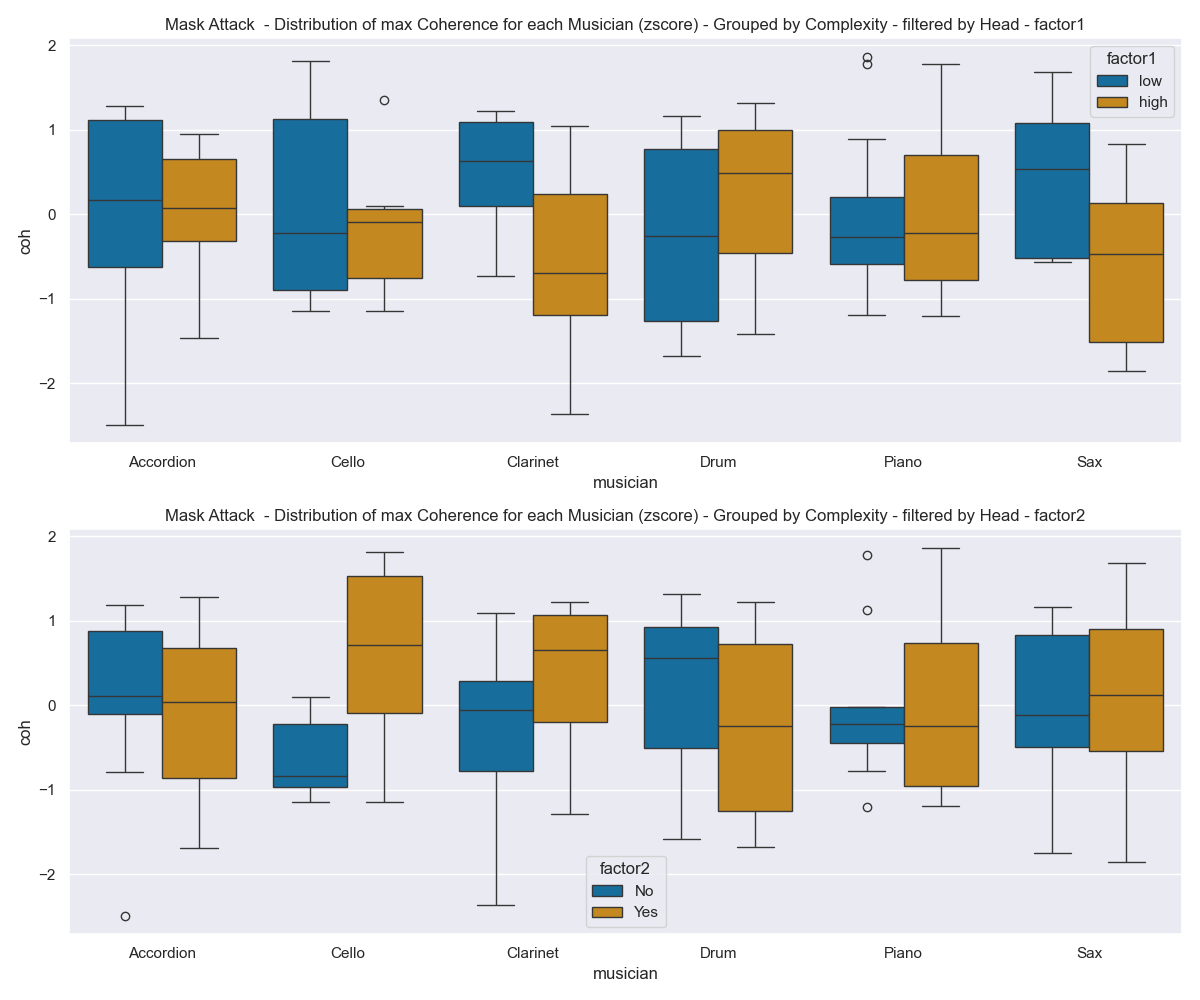 Mask Attack  - Distribution of max Coherence for each Musician (zscore) - Grouped by Complexity - filtered by Head - factor1
factor1
low
high
2
1
0
−1
−2
coh
Accordion Cello Clarinet Drum Piano Sax
musician
Mask Attack  - Distribution of max Coherence for each Musician (zscore) - Grouped by Complexity - filtered by Head - factor2
2
1
0
−1
−2
coh
factor2
No
Yes
Accordion Cello Clarinet Drum Piano Sax
musician